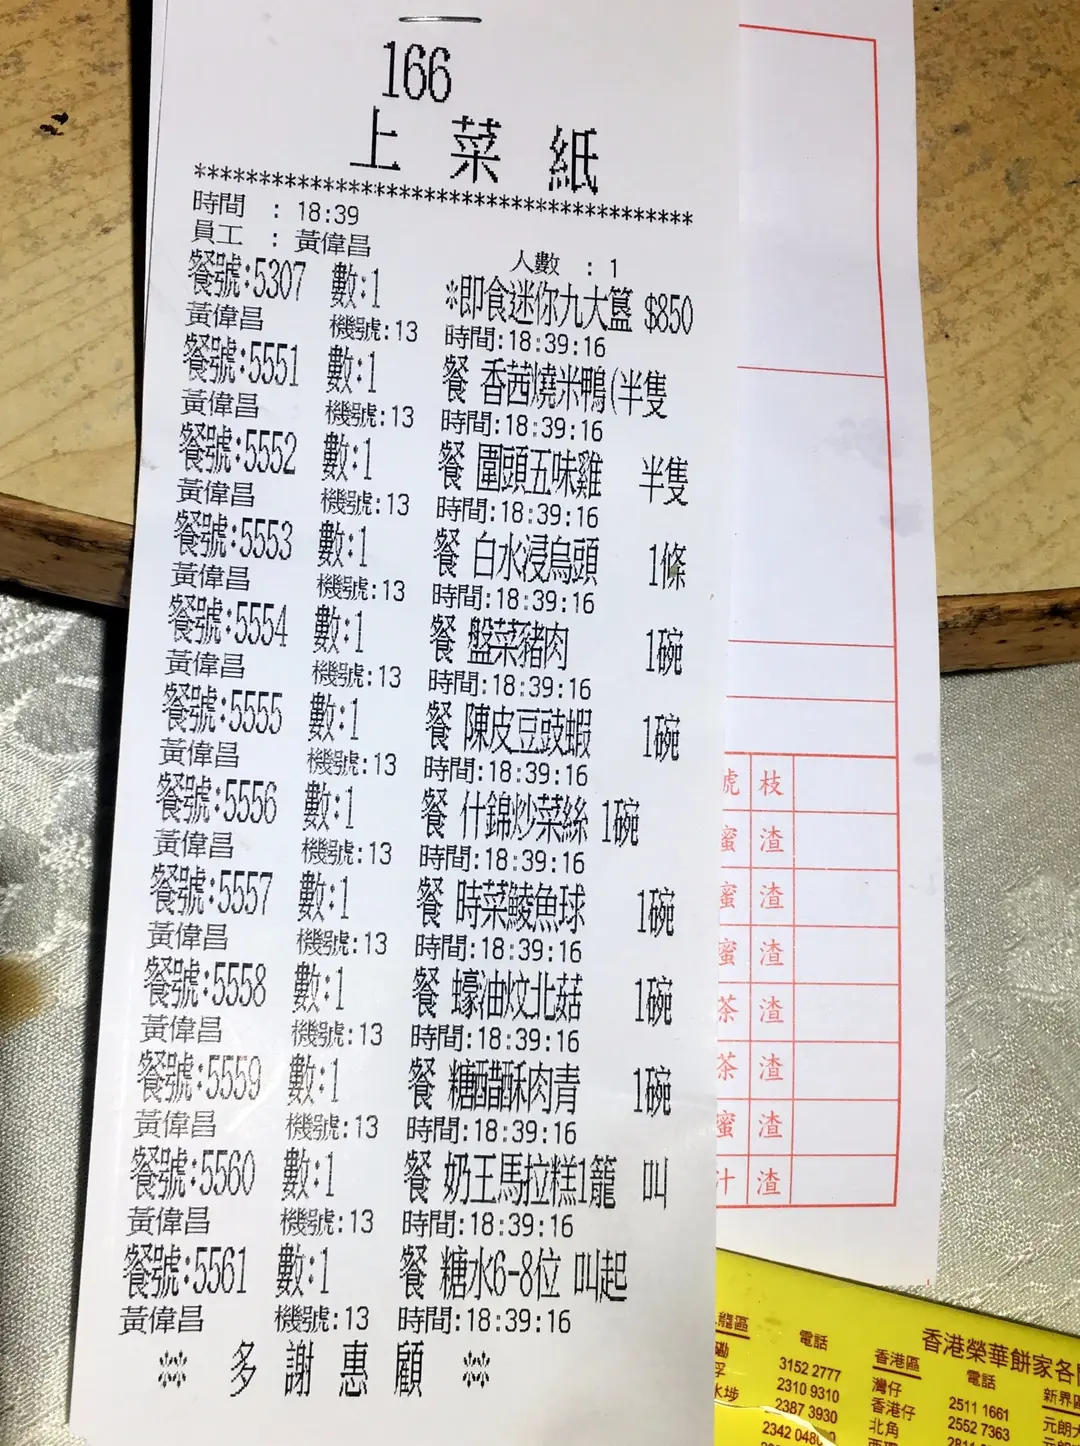 166
上菜紙
******************************************
時間 : 18:39
員工 : 黃偉昌 人數 : 1
餐號:5307 數:1 *即食迷你九大簋 $850
黃偉昌 機號:13 時間:18:39:16
餐號:5551 數:1 餐 香茜燒米鴨(半隻
黃偉昌 機號:13 時間:18:39:16
餐號:5552 數:1 餐 圍頭五味雞 半隻
黃偉昌 機號:13 時間:18:39:16
餐號:5553 數:1 餐 白水浸烏頭 1條
黃偉昌 機號:13 時間:18:39:16
餐號:5554 數:1 餐 盤菜豬肉 1碗
黃偉昌 機號:13 時間:18:39:16
餐號:5555 數:1 餐 陳皮豆豉蝦 1碗
黃偉昌 機號:13 時間:18:39:16
餐號:5556 數:1 餐 什錦炒菜絲 1碗
黃偉昌 機號:13 時間:18:39:16
餐號:5557 數:1 餐 時菜鯪魚球 1碗
黃偉昌 機號:13 時間:18:39:16
餐號:5558 數:1 餐 蠔油炆北菇 1碗
黃偉昌 機號:13 時間:18:39:16
餐號:5559 數:1 餐 糖醋酥肉青 1碗
黃偉昌 機號:13 時間:18:39:16
餐號:5560 數:1 餐 奶王馬拉糕1籠 叫
黃偉昌 機號:13 時間:18:39:16
餐號:5561 數:1 餐 糖水6-8位 叫起
黃偉昌 機號:13 時間:18:39:16
多謝惠顧
號 枝
蜜 渣
蜜 渣
蜜 渣
茶 渣
茶 渣
蜜 渣
汁 渣
香港榮華餅家各
龍區 電話
3152 2777
2310 9310
水埗 2387 3930
2342 048
香港區 電話
灣仔 2511 1661
香港仔 2552 7363
北角
新界
元朗